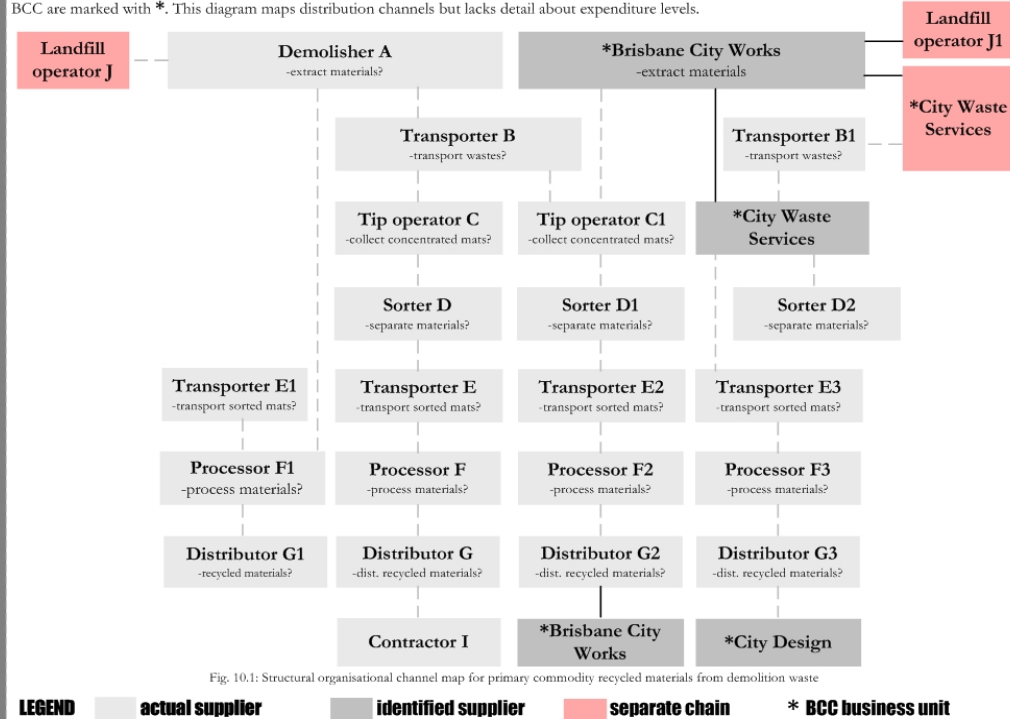 BCC are marked with *. This diagram maps distribution channels but lacks detail about expenditure levels.
Landfill
operator J
Demolisher A
-extract materials?
*Brisbane City Works
-extract materials
Landfill
operator J1
*City Waste
Services
Transporter B
-transport wastes?
Transporter B1
-transport wastes?
Tip operator C
-collect concentrated mats?
Tip operator C1
-collect concentrated mats?
*City Waste
Services
Sorter D
-separate materials?
Sorter D1
-separate materials?
Sorter D2
-separate materials?
Transporter E1
-transport sorted mats?
Transporter E
-transport sorted mats?
Transporter E2
-transport sorted mats?
Transporter E3
-transport sorted mats?
Processor F1
-process materials?
Processor F
-process materials?
Processor F2
-process materials?
Processor F3
-process materials?
Distributor G1
-recycled materials?
Distributor G
-dist. recycled materials?
Distributor G2
-dist. recycled materials?
Distributor G3
-dist. recycled materials?
Contractor I
*Brisbane City
Works
*City Design
Fig. 10.1: Structural organisational channel map for primary commodity recycled materials from demolition waste
LEGEND actual supplier identified supplier separate chain * BCC business unit